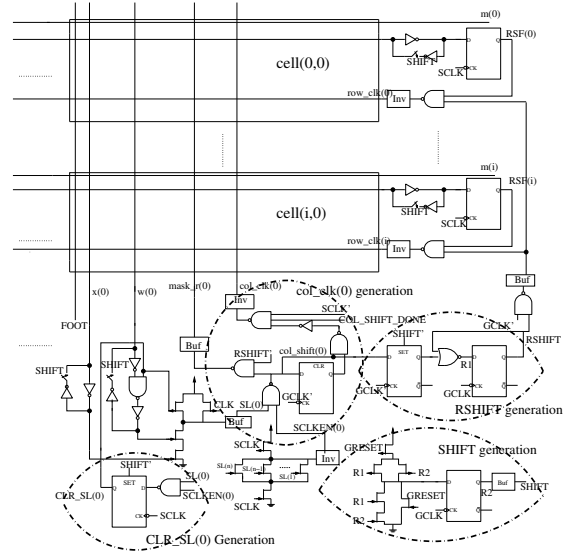 m(0)
RSF(0)
D
Q
cell(0,0)
SHIFT
SCLK
CK
row_clk(0)
Inv
m(i)
RSF(i)
D
Q
cell(i,0)
SHIFT
SCLK
CK
row_clk(i)
Inv
Buf
x(0)
w(0)
mask_r(0)
col_clk(0)
Inv
col_clk(0) generation
SCLK'
COL_SHIFT_DONE
FOOT
GCLK'
SHIFT'
RSHIFT
Buf
RSHIFT'
col_shift(0)
SHIFT
SHIFT
CLR
D
SET
Q
R1
D
Q
GCLK'
GCLK
GCLK
CLK
SL(0)
Buf
RSHIFT generation
SCLKEN(0)
SCLK
Inv
GRESET
SHIFT generation
SHIFT'
SL(0)
SL(n)
SL(n−1)
.....
SL(1)
R1
R2
D
Q
R2
Buf
SHIFT
CLR_SL(0)
Q
SET
D
SCLKEN(0)
R1
GRESET
GCLK
CK
SCLK
CK
SCLK
R2
CLR_SL(0) Generation